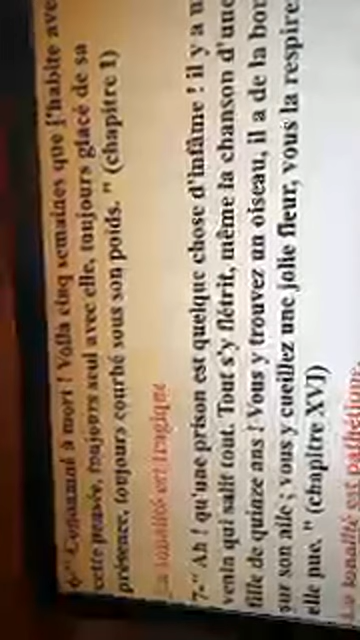 6-" Condamné à mort ! Voilà cinq semaines que j'habite ave
cette pensée, toujours seul avec elle, toujours glacé de sa
présence, toujours courbé sous son poids. " (chapitre 1)
La tonalité est tragique
7-" Ah ! qu'une prison est quelque chose d'infâme ! il y a u
venin qui salit tout. Tout s'y flétrit, même la chanson d'une
fille de quinze ans ! Vous y trouvez un oiseau, il a de la bou
sur son aile ; vous y cueillez une jolie fleur, vous la respire
elle pue. " (chapitre XVI)
La tonalité est pathétique.